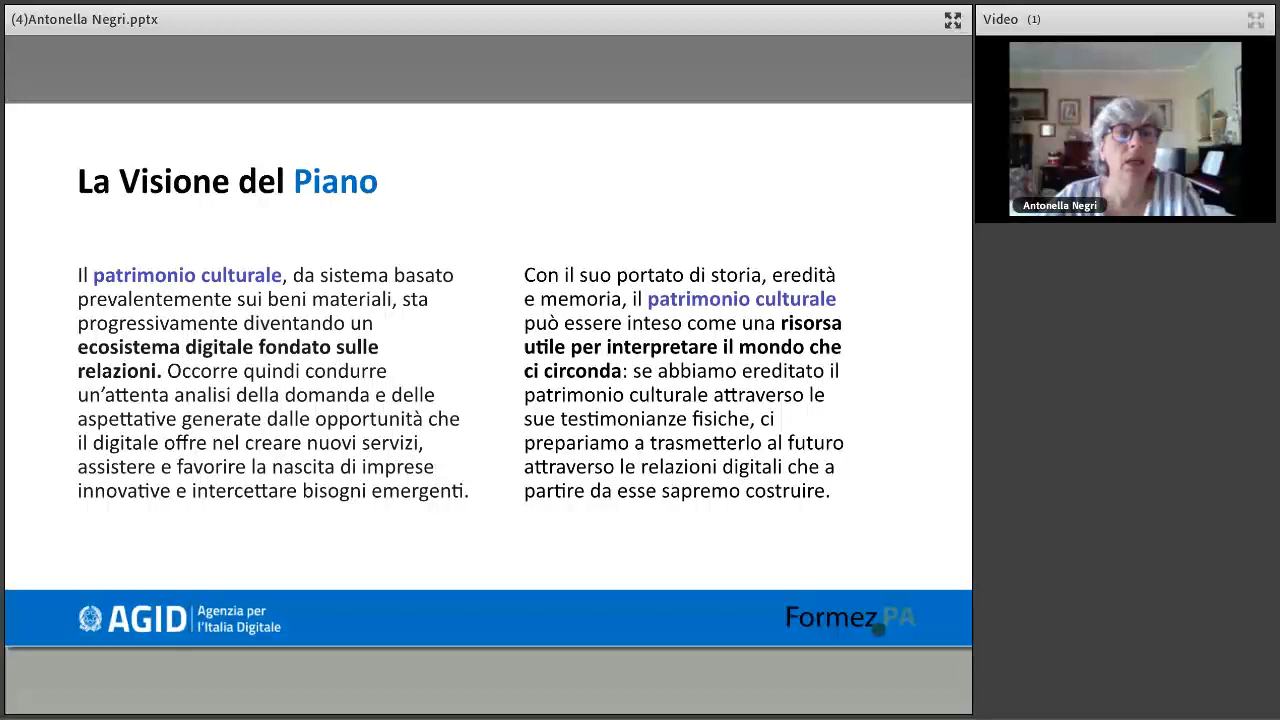 (4)Antonella Negri.pptx
Video (1)
Antonella Negri
La Visione del Piano
Il patrimonio culturale, da sistema basato
prevalentemente sui beni materiali, sta
progressivamente diventando un
ecosistema digitale fondato sulle
relazioni. Occorre quindi condurre
un'attenta analisi della domanda e delle
aspettative generate dalle opportunità che
il digitale offre nel creare nuovi servizi,
assistere e favorire la nascita di imprese
innovative e intercettare bisogni emergenti.
Con il suo portato di storia, eredità
e memoria, il patrimonio culturale
può essere inteso come una risorsa
utile per interpretare il mondo che
ci circonda: se abbiamo ereditato il
patrimonio culturale attraverso le
sue testimonianze fisiche, ci
prepariamo a trasmetterlo al futuro
attraverso le relazioni digitali che a
partire da esse sapremo costruire.
AGID
Agenzia per
l'Italia Digitale
Formez PA